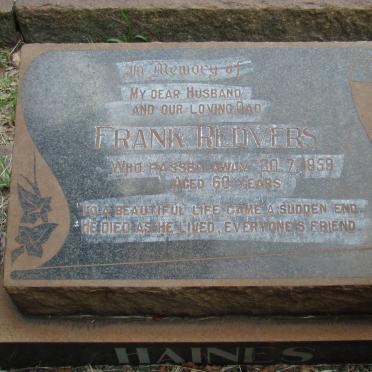 In Memory of
MY DEAR HUSBAND
AND OUR LOVING DAD
FRANK REDVERS
WHO PASSED AWAY 30.7.1959
AGED 60 YEARS
TO A BEAUTIFUL LIFE CAME A SUDDEN END,
HE DIED AS HE LIVED, EVERYONE'S FRIEND.
HAINES